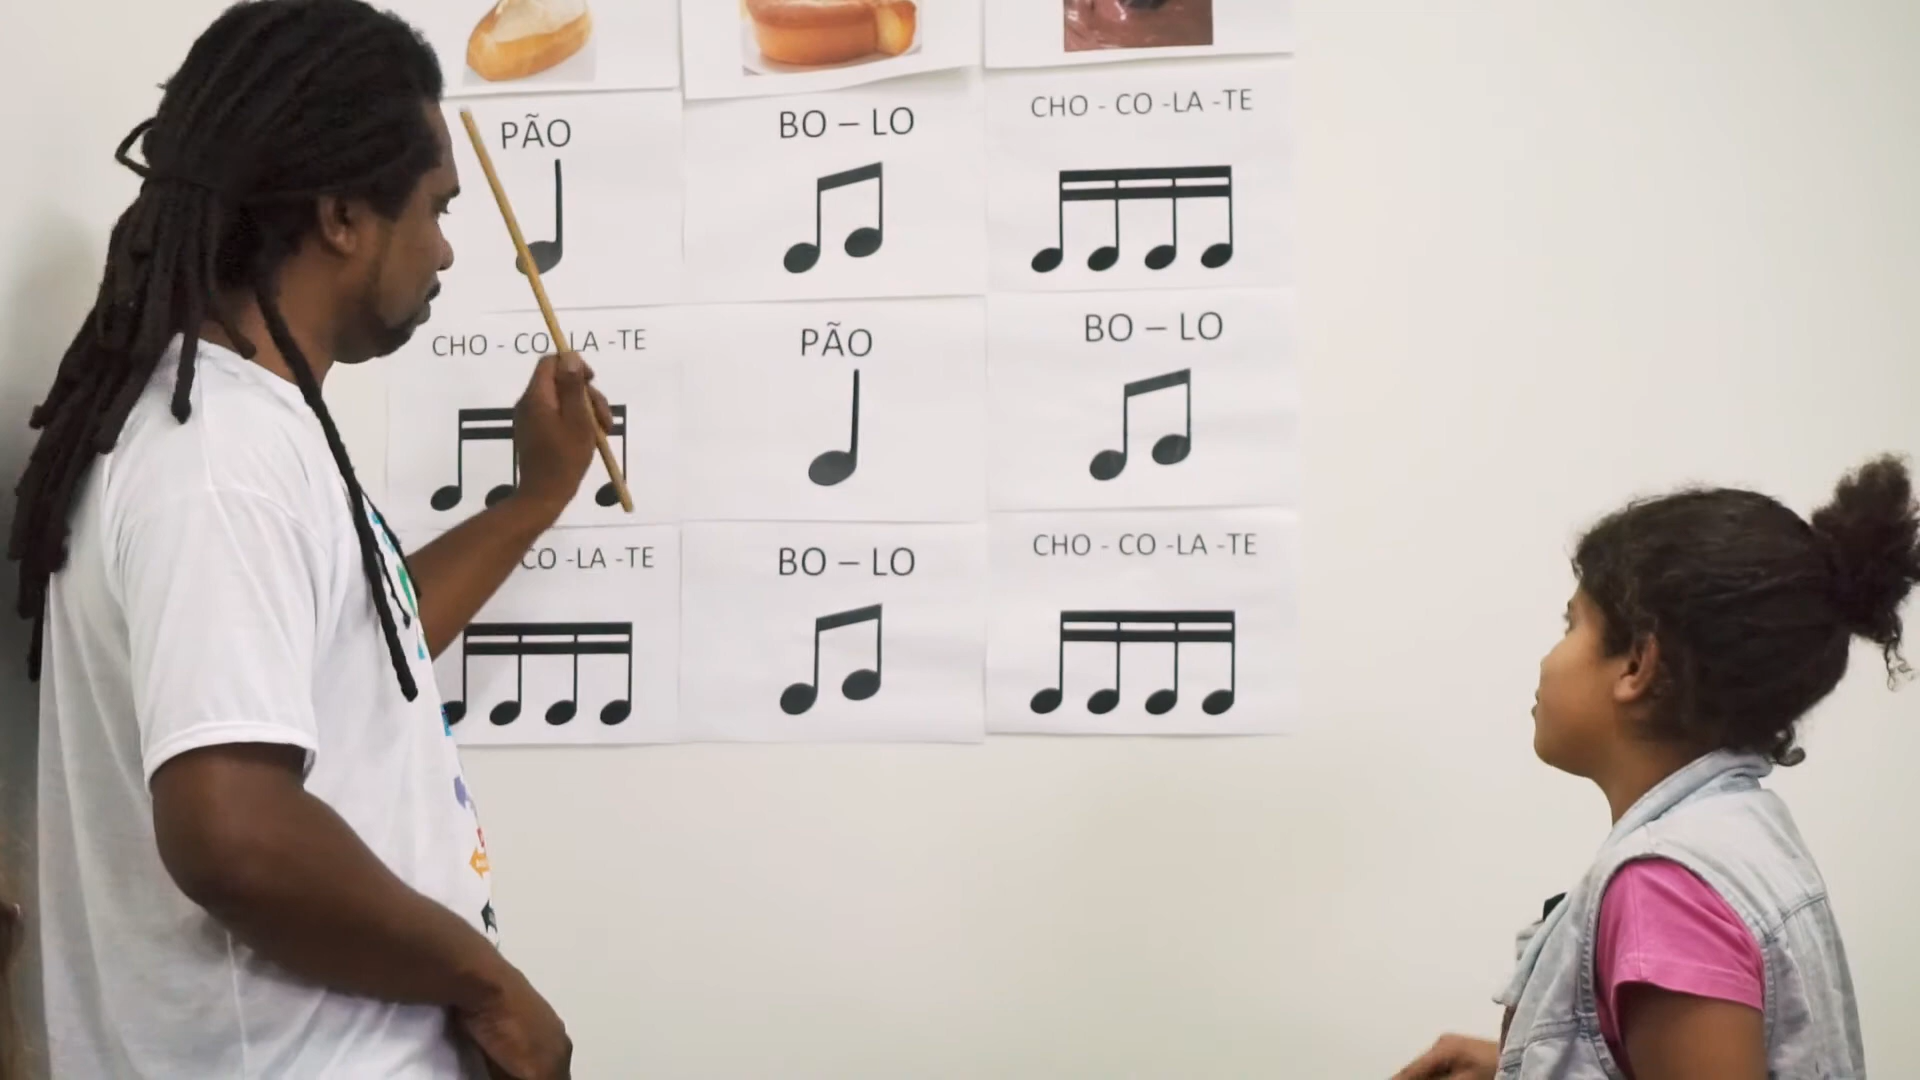 PÃO
BO – LO
CHO - CO -LA -TE
CHO - CO LA -TE
PÃO
BO – LO
CO -LA -TE
BO – LO
CHO - CO -LA -TE